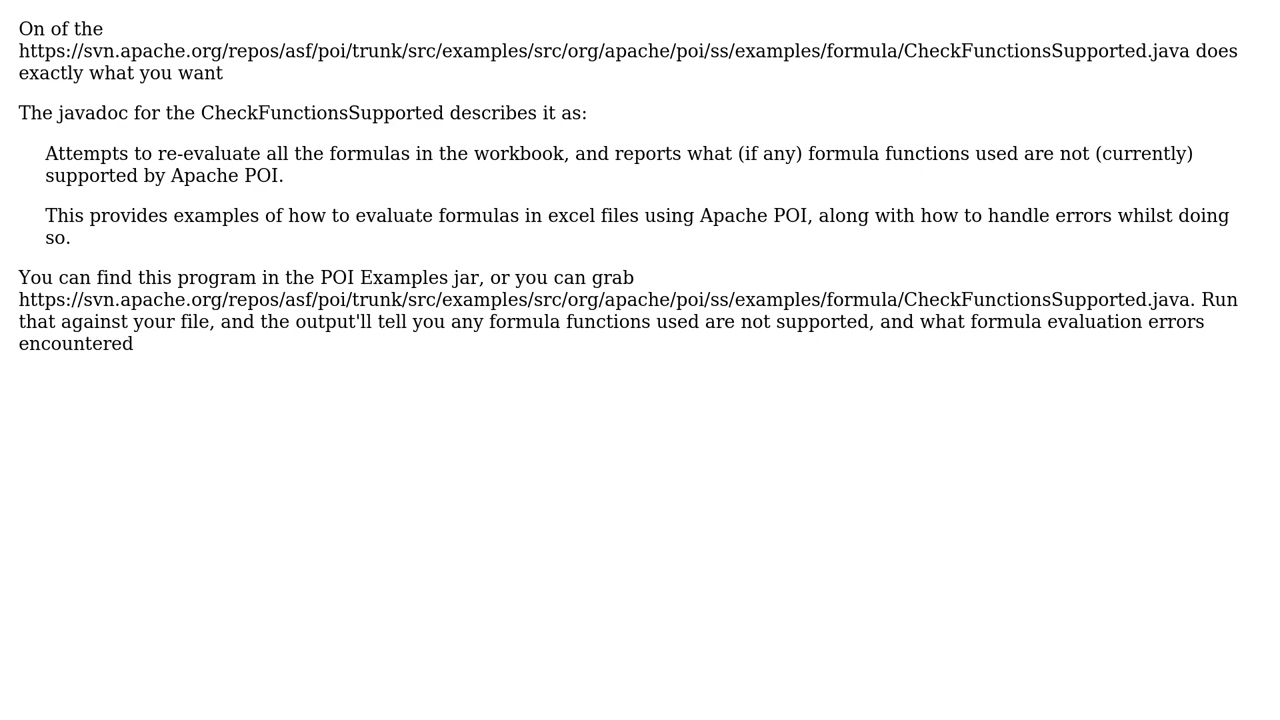 On of the
https://svn.apache.org/repos/asf/poi/trunk/src/examples/src/org/apache/poi/ss/examples/formula/CheckFunctionsSupported.java does
exactly what you want
The javadoc for the CheckFunctionsSupported describes it as:
Attempts to re-evaluate all the formulas in the workbook, and reports what (if any) formula functions used are not (currently)
supported by Apache POI.
This provides examples of how to evaluate formulas in excel files using Apache POI, along with how to handle errors whilst doing
so.
You can find this program in the POI Examples jar, or you can grab
https://svn.apache.org/repos/asf/poi/trunk/src/examples/src/org/apache/poi/ss/examples/formula/CheckFunctionsSupported.java. Run
that against your file, and the output'll tell you any formula functions used are not supported, and what formula evaluation errors
encountered